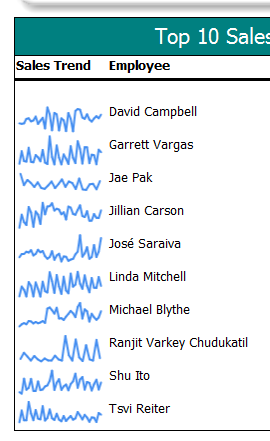 Top 10 Sales
Sales Trend Employee
David Campbell
Garrett Vargas
Jae Pak
Jillian Carson
José Saraiva
Linda Mitchell
Michael Blythe
Ranjit Varkey Chudukatil
Shu Ito
Tsvi Reiter